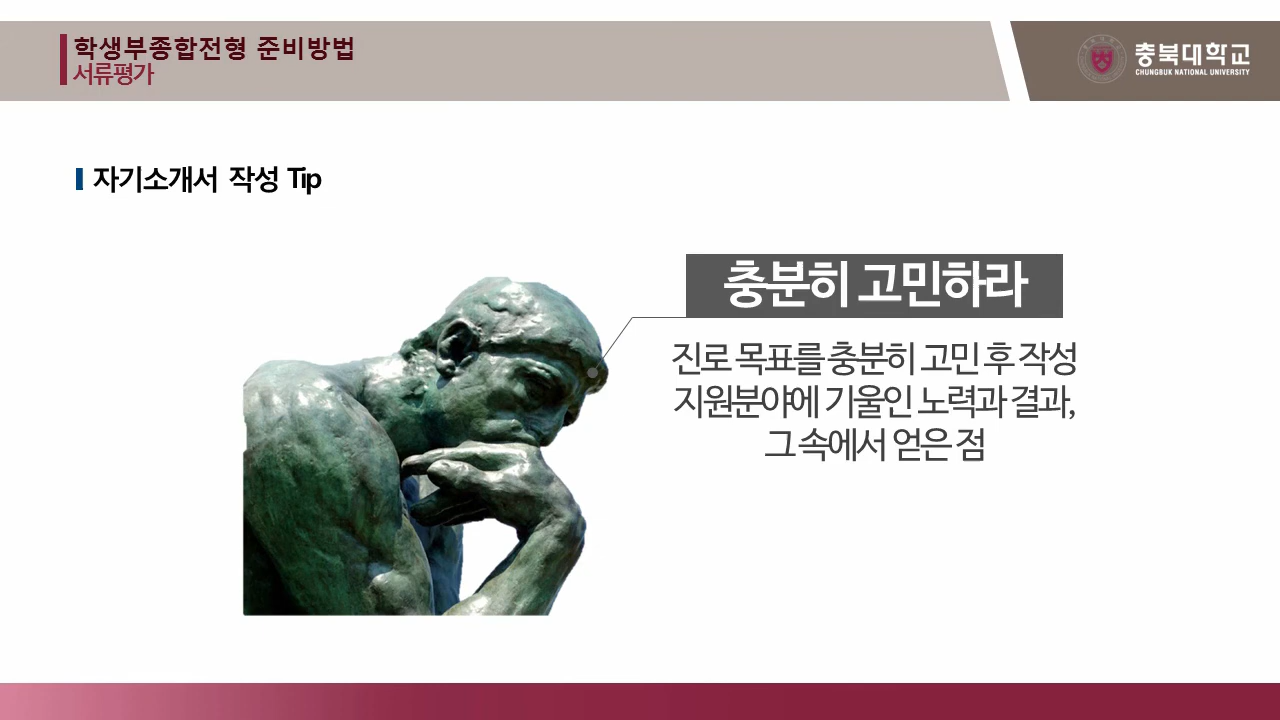 학생부종합전형 준비방법
서류평가
충북대학교
CHUNGBUK NATIONAL UNIVERSITY
자기소개서 작성 Tip
충분히 고민하라
진로 목표를 충분히 고민 후 작성
지원분야에 기울인 노력과 결과,
그 속에서 얻은 점